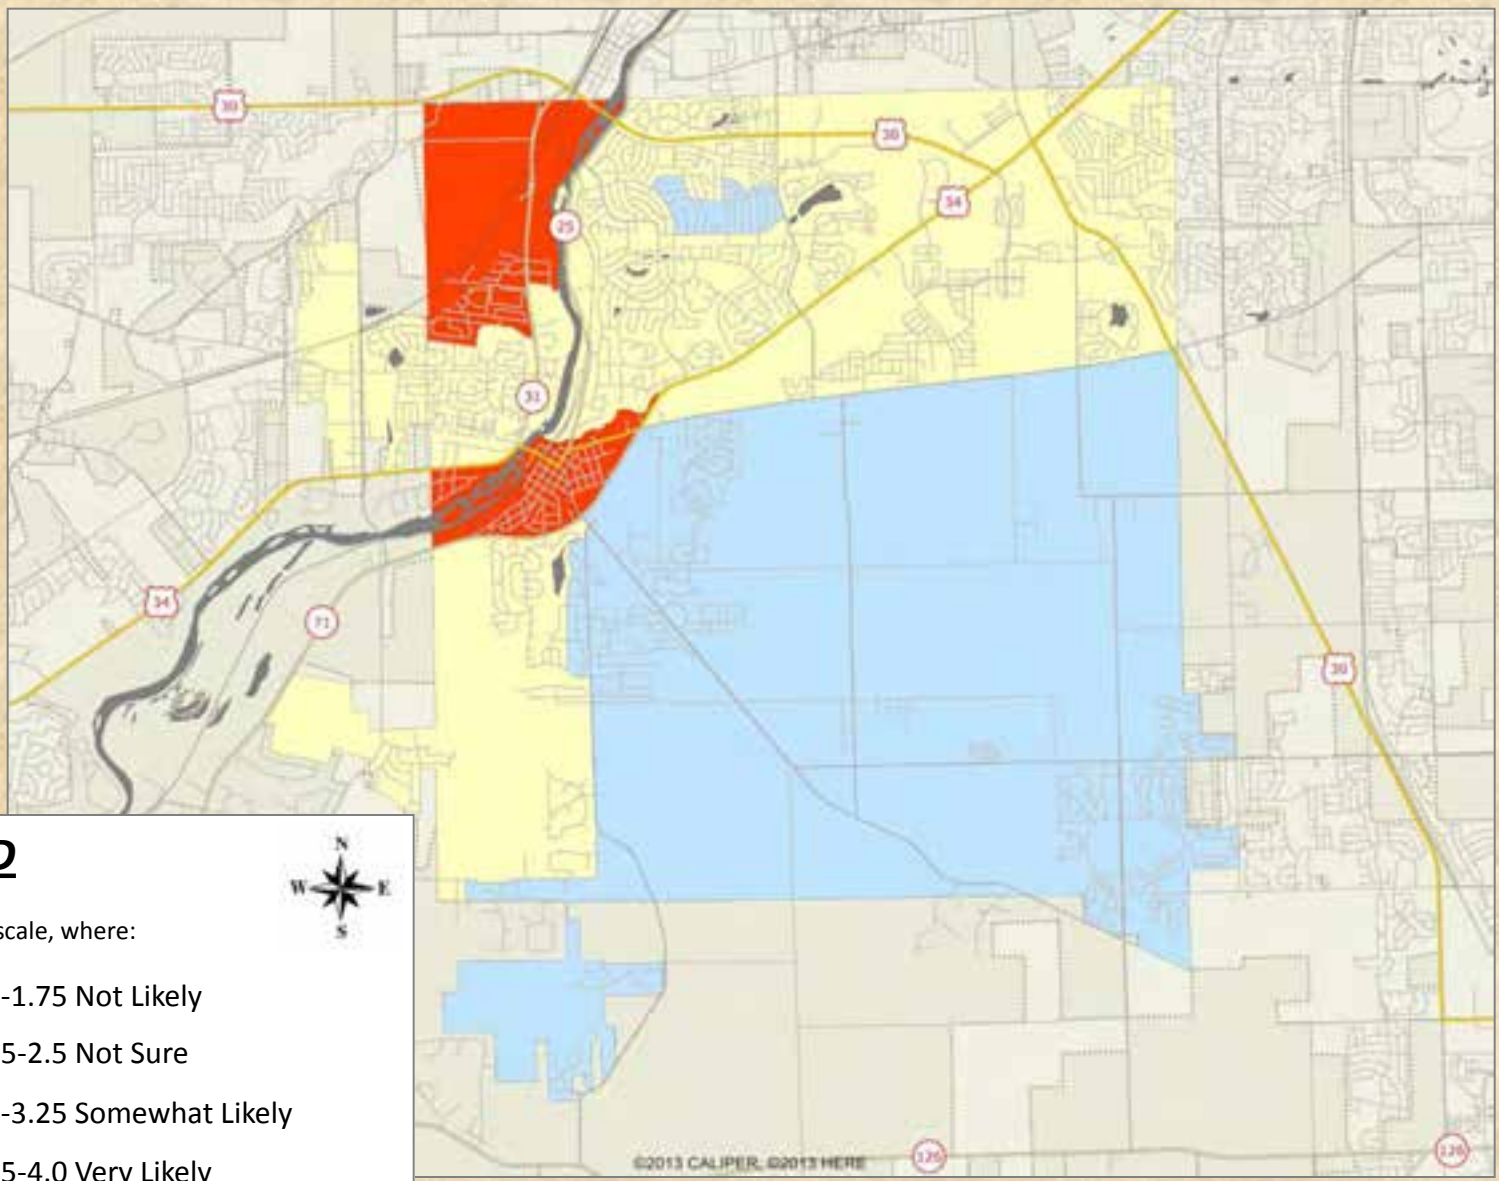 30
30
34
25
31
34
71
30
N
W E
S
scale, where:
-1.75 Not Likely
5-2.5 Not Sure
-3.25 Somewhat Likely
5-4.0 Very Likely
©2013 CALIPER, ©2013 HERE
126
126